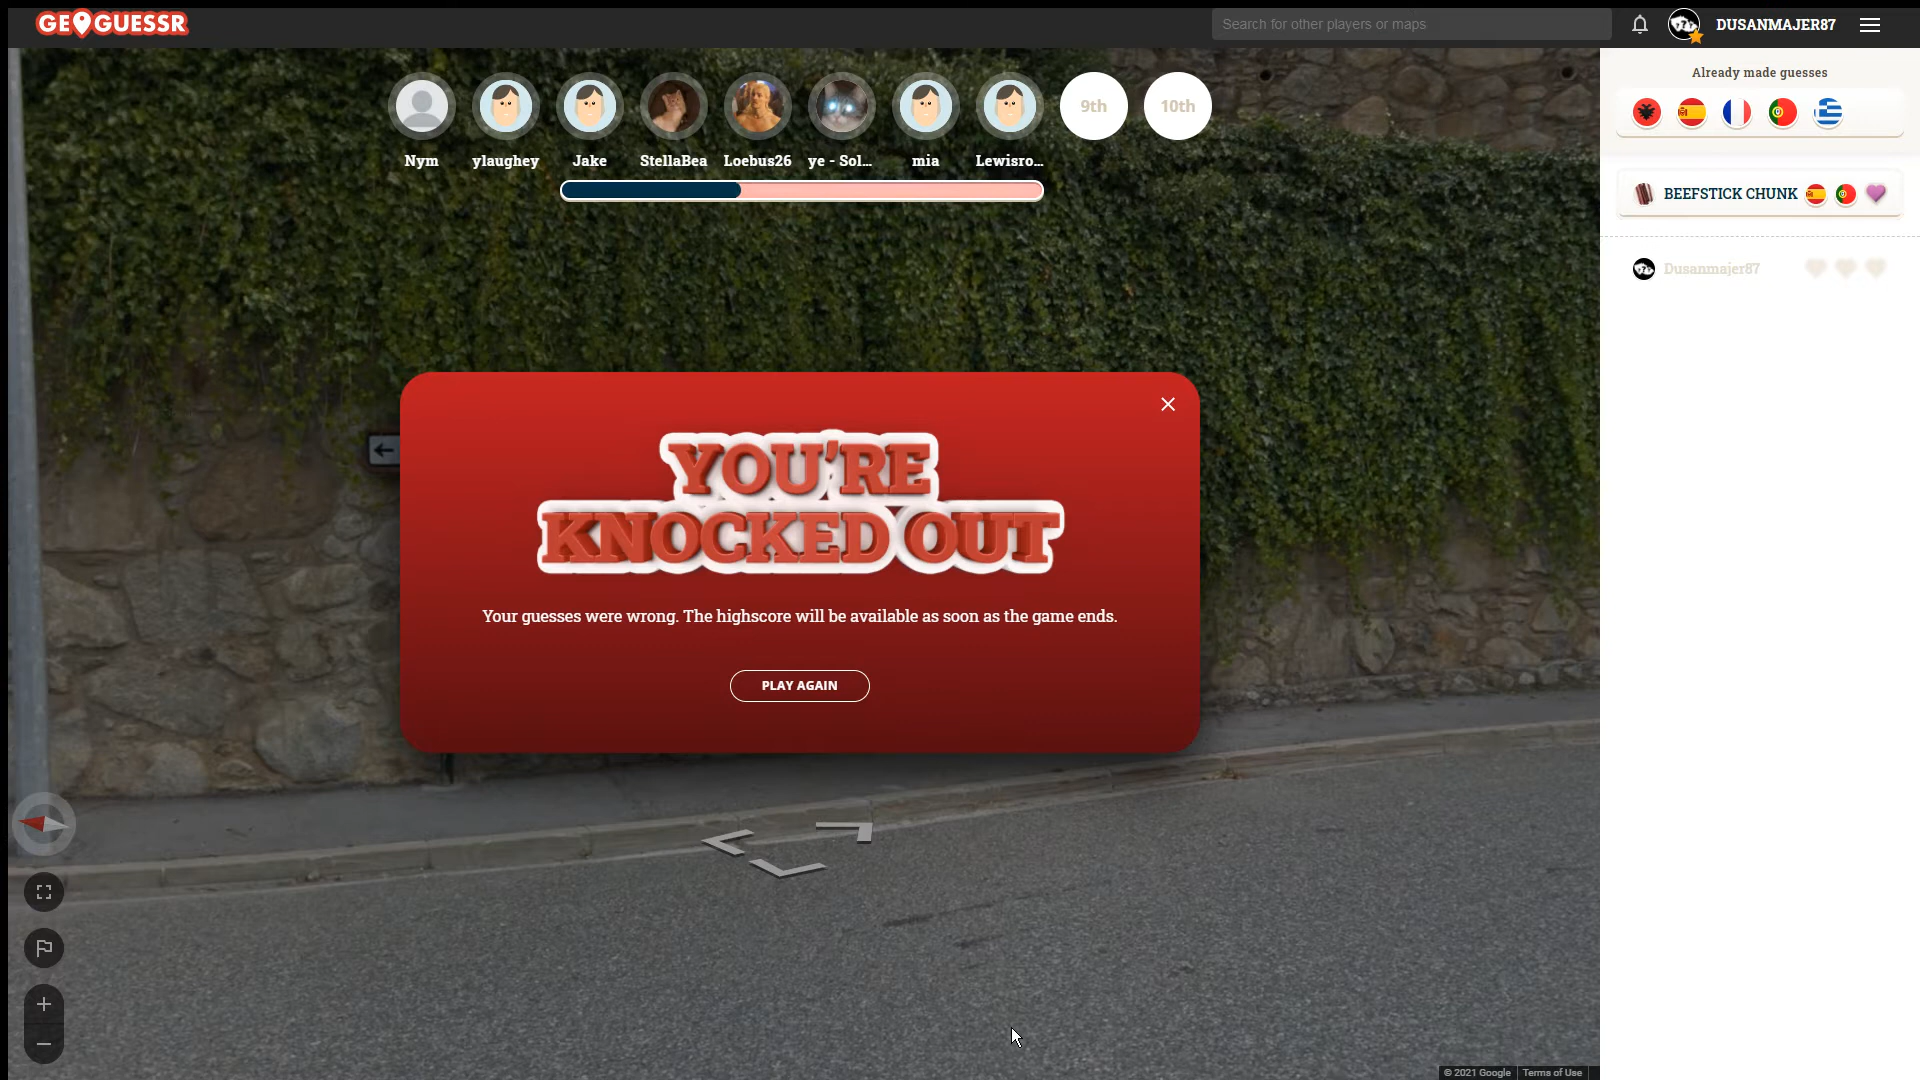 GEOGUESSR
Search for other players or maps
DUSANMAJER87
9th
10th
Nym
ylaughey
Jake
StellaBea
Loebus26
ye - Sol...
mia
Lewisro...
Already made guesses
BEEFSTICK CHUNK
Dusanmajer87
YOU'RE
KNOCKED OUT
Your guesses were wrong. The highscore will be available as soon as the game ends.
PLAY AGAIN
© 2021 Google
Terms of Use